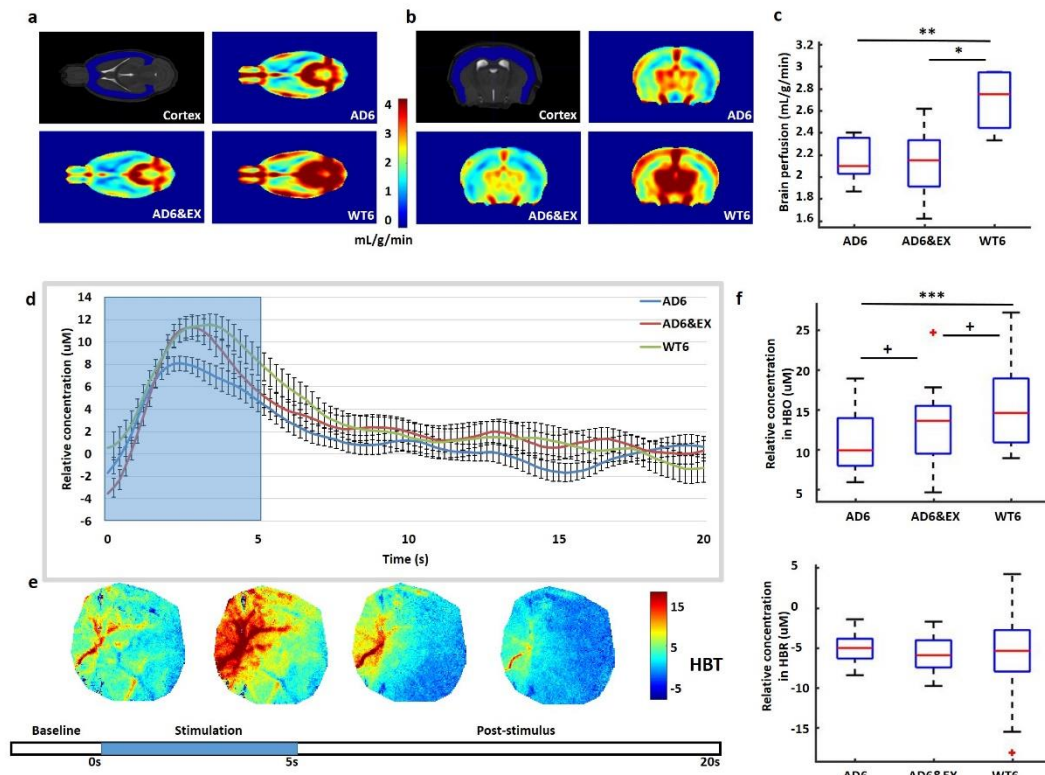 a
Cortex
AD6
AD6&EX
WT6
4
3
2
1
0
mL/g/min
b
Cortex
AD6
AD6&EX
WT6
c
Brain perfusion (mL/g/min)
3.2
2.8
2.4
2.2
2
1.6
**
*
AD6
AD6&EX
WT6
d
Relative concentration (uM)
14
12
10
8
6
4
2
0
-2
-4
-6
0
5
10
15
20
Time (s)
AD6
AD6&EX
WT6
e
15
5
-5
HBT
Baseline
Stimulation
Post-stimulus
0s
5s
20s
f
Relative concentration
in HBO (uM)
25
20
15
10
5
***
+
+
AD6
AD6&EX
WT6
Relative concentration
in HBR (uM)
5
0
-5
-10
-15
AD6
AD6&EX
WT6